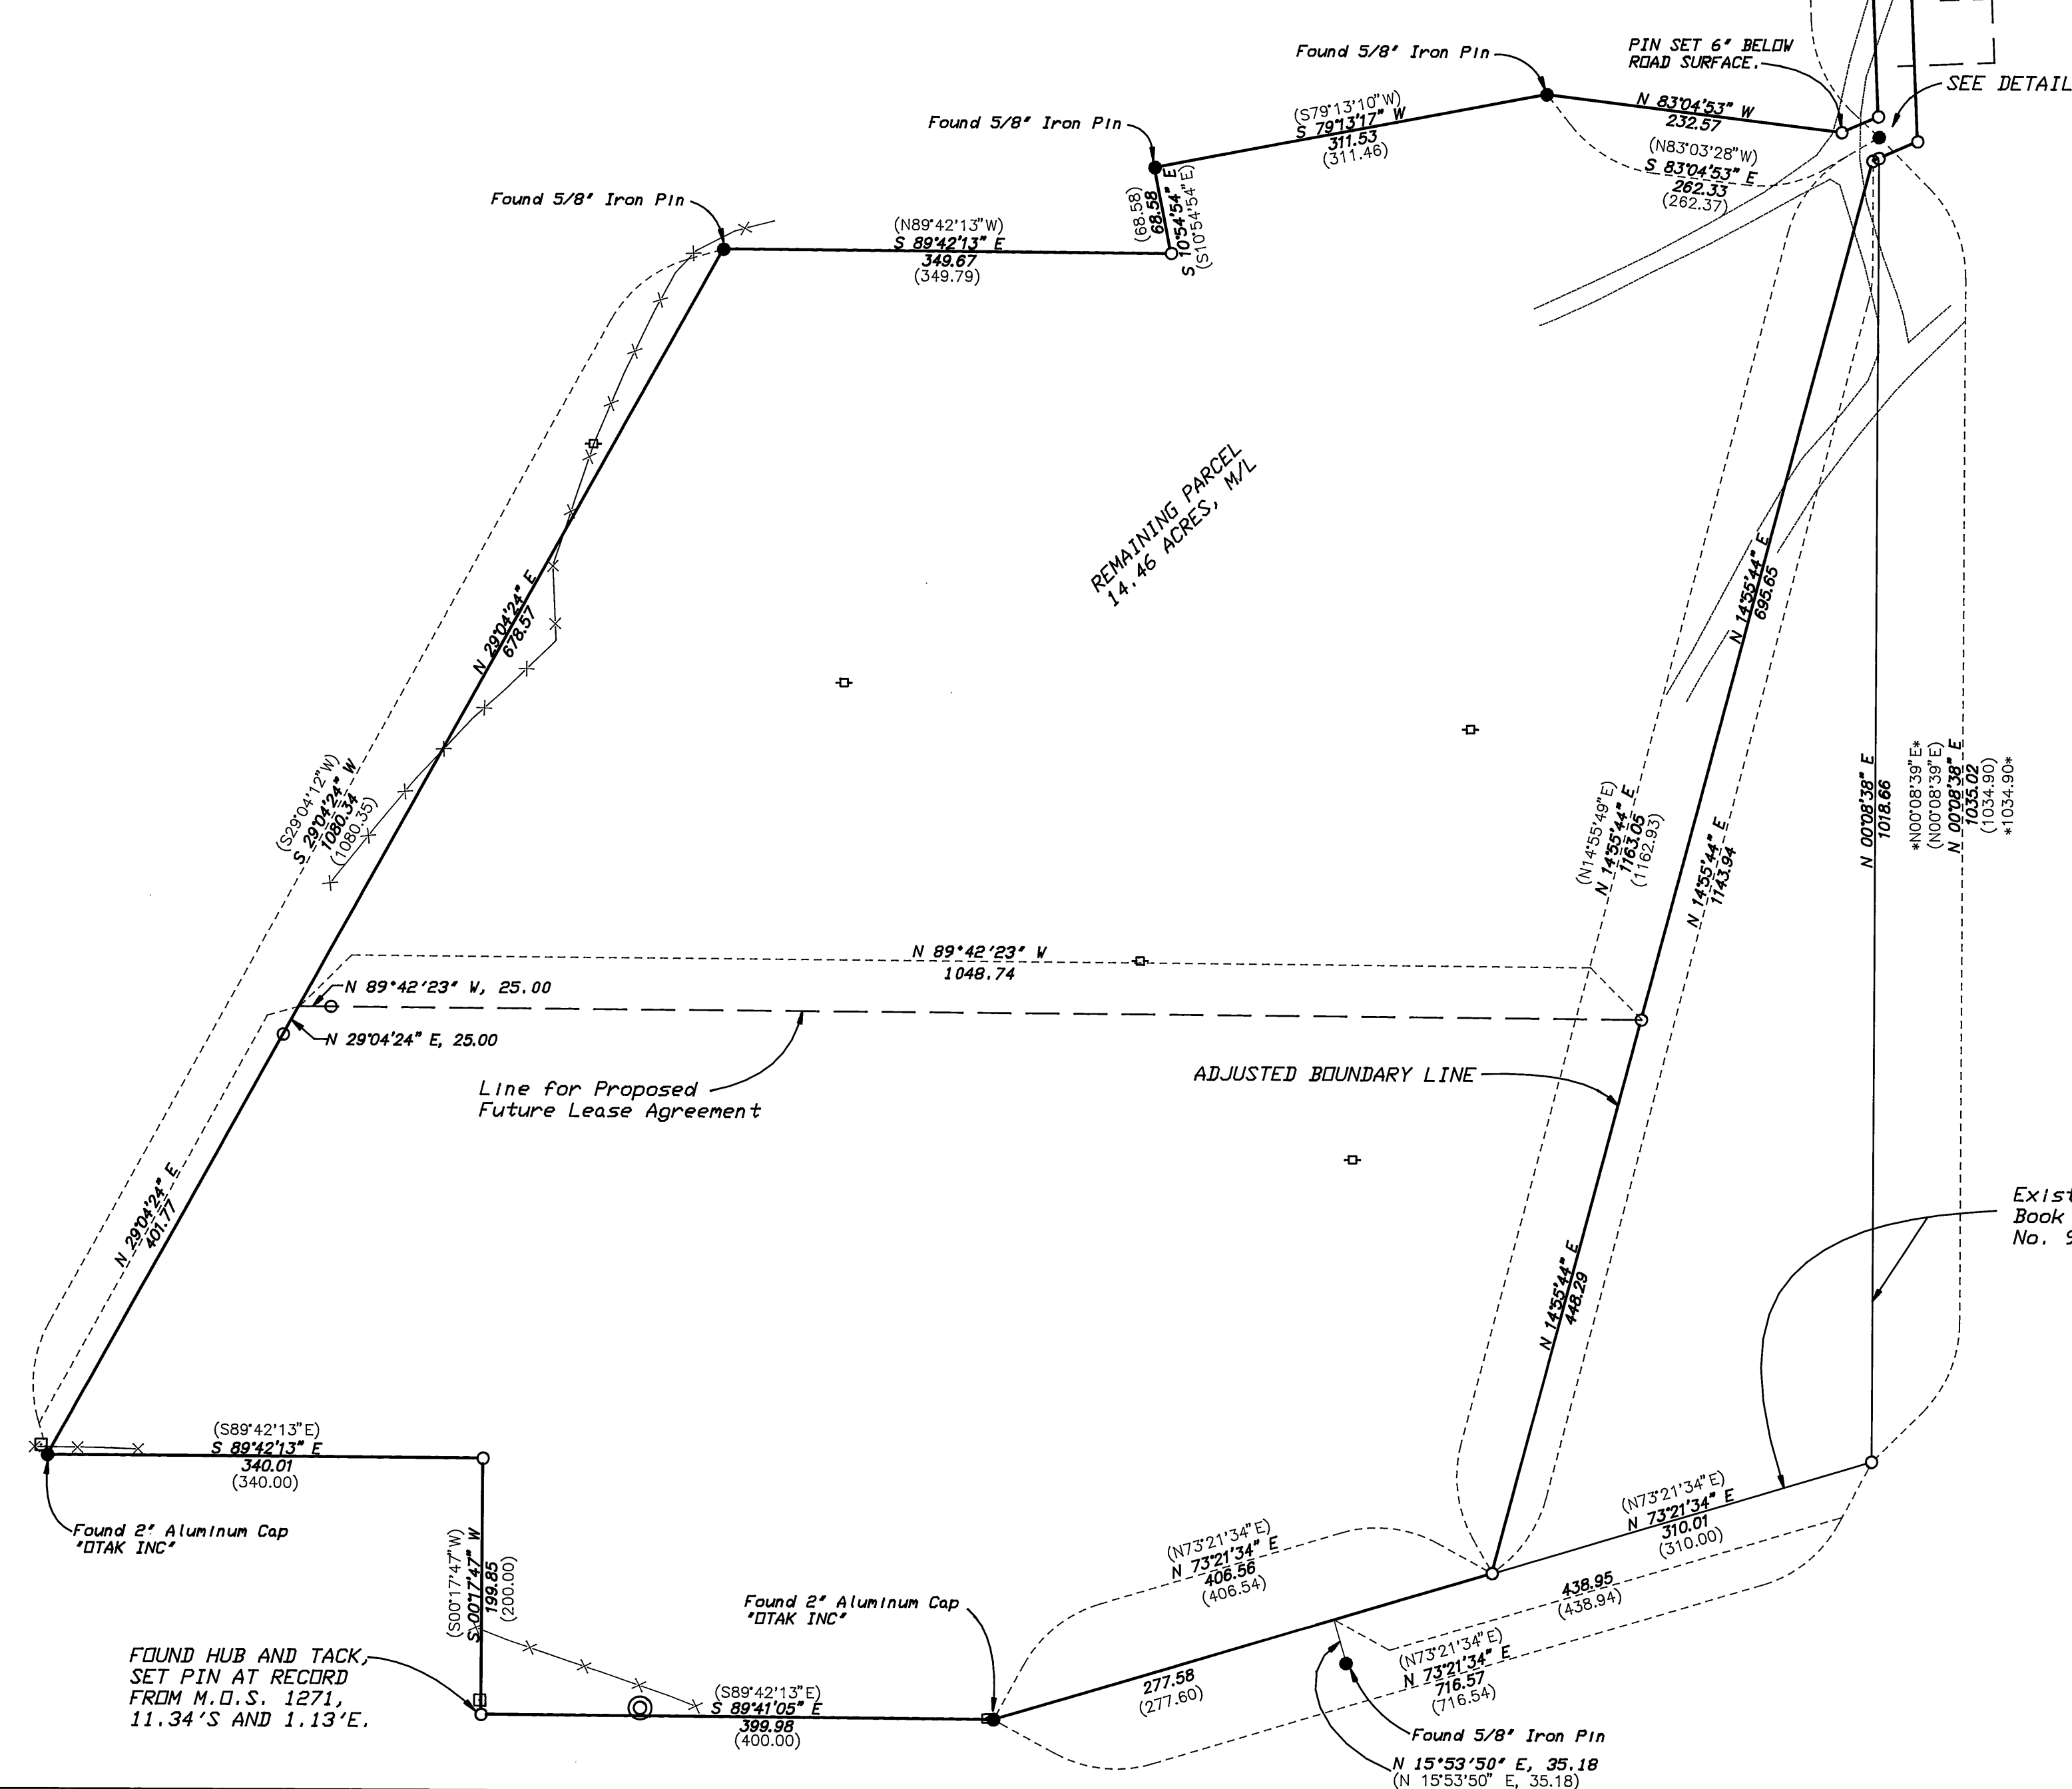 Found 5/8" Iron Pin
PIN SET 6" BELOW
ROAD SURFACE.
SEE DETAIL
N 83°04'53" W
232.57
(N83°03'28"W)
S 83°04'53" E
262.33
(262.37)
(S79°13'10"W)
S 79°13'17" W
311.53
(311.46)
Found 5/8" Iron Pin
(68.58)
68.58
S 10°54'54" E
(S10°54'54"E)
Found 5/8" Iron Pin
(N89°42'13"W)
S 89°42'13" E
349.67
(349.79)
REMAINING PARCEL
14.46 ACRES, M/L
N 29°04'24" E
678.57
N 14°55'44" E
695.65
(S29°04'12"W)
S 29°04'24" W
1080.34
(1080.35)
(N14°55'49"E)
N 14°55'44" E
1163.05
(1162.93)
N 14°55'44" E
1143.94
N 00°08'38" E
1018.66
*N00°08'39"E*
(N00°08'39"E)
N 00°08'38" E
1035.02
(1034.90)
*1034.90*
N 89°42'23" W
1048.74
N 89°42'23" W, 25.00
N 29°04'24" E, 25.00
Line for Proposed
Future Lease Agreement
ADJUSTED BOUNDARY LINE
N 29°04'24" E
401.77
N 14°55'44" E
448.29
Exist
Book
No. 9
(S89°42'13"E)
S 89°42'13" E
340.01
(340.00)
Found 2" Aluminum Cap
"OTAK INC"
(S00°17'47"W)
S 00°17'47" W
199.85
(200.00)
(N73°21'34"E)
N 73°21'34" E
310.01
(310.00)
(N73°21'34"E)
N 73°21'34" E
406.56
(406.54)
438.95
(438.94)
Found 2" Aluminum Cap
"OTAK INC"
FOUND HUB AND TACK,
SET PIN AT RECORD
FROM M.O.S. 1271,
11.34'S AND 1.13'E.
(S89°42'13"E)
S 89°41'05" E
399.98
(400.00)
277.58
(277.60)
(N73°21'34"E)
N 73°21'34" E
716.57
(716.54)
Found 5/8" Iron Pin
N 15°53'50" E, 35.18
(N 15°53'50" E, 35.18)